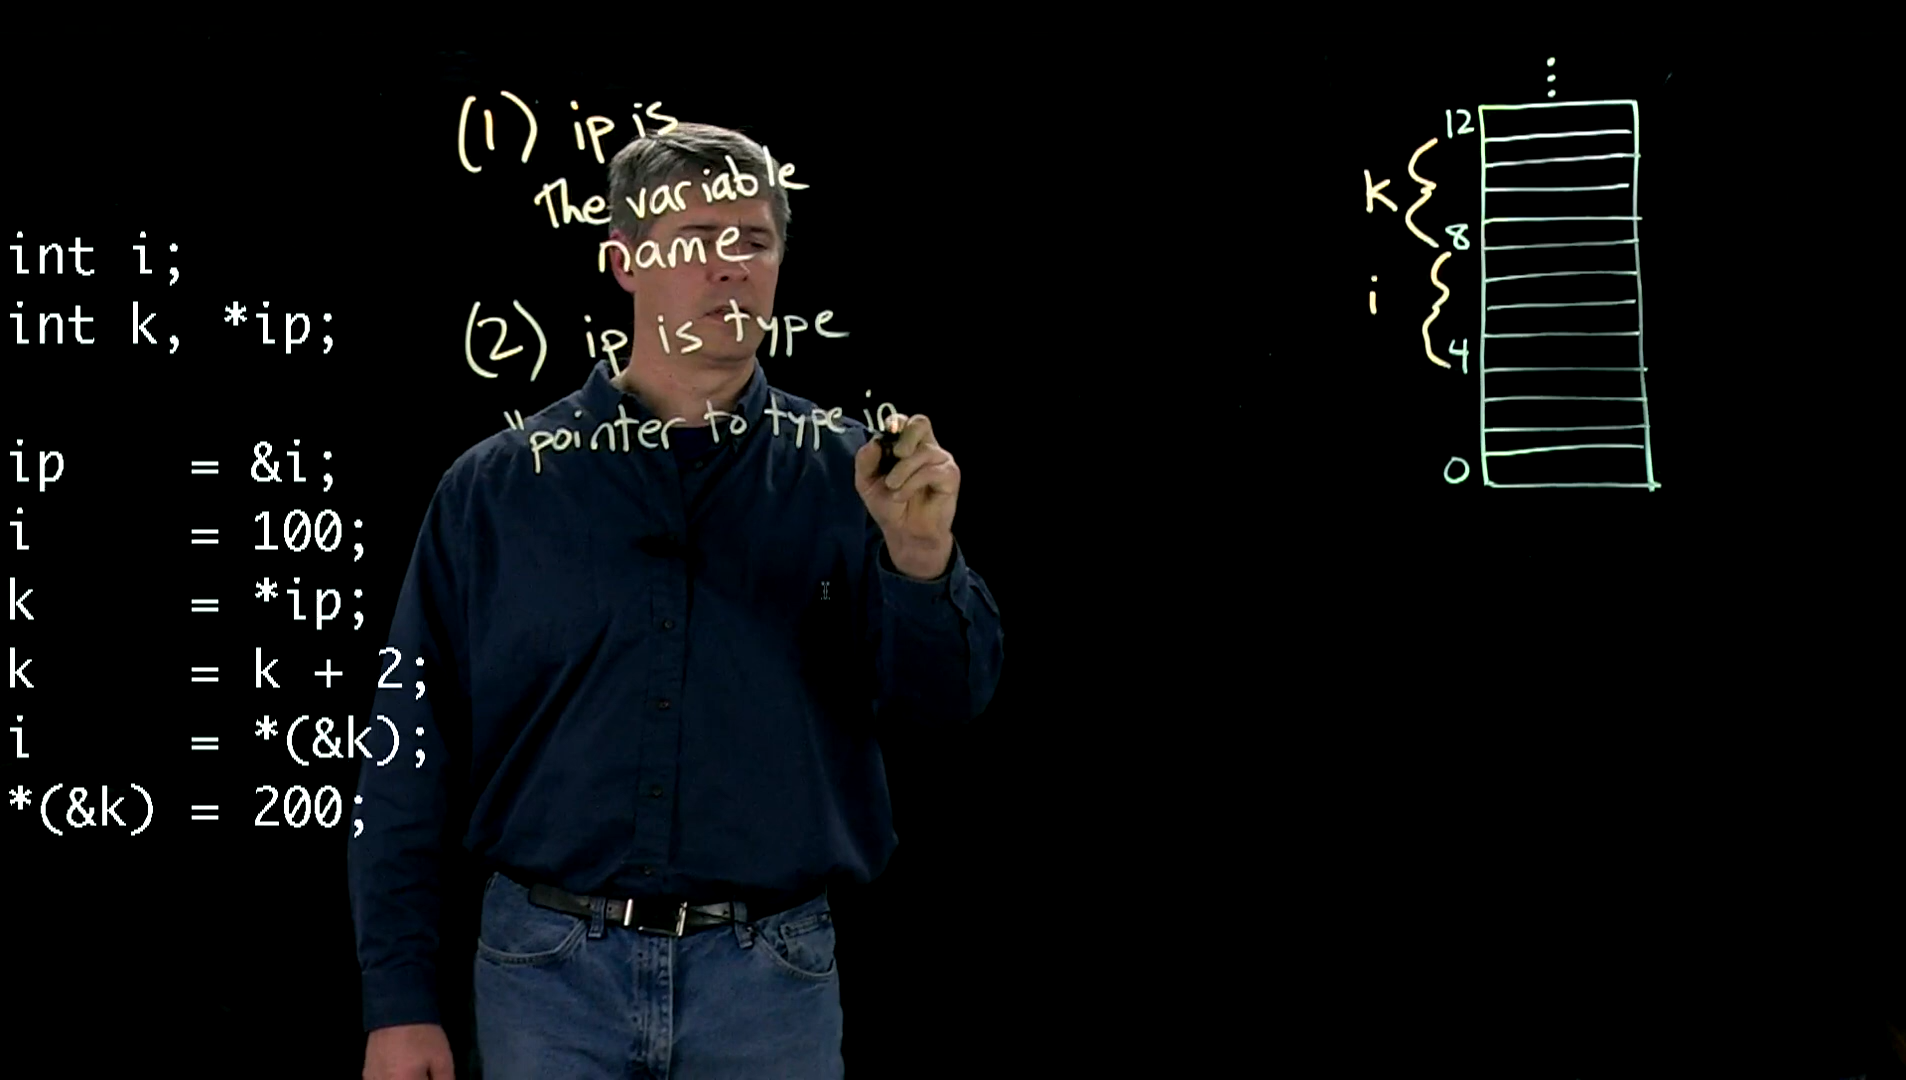 int i;
int k, *ip;
ip = &i;
i = 100;
k = *ip;
k = k + 2;
i = *(&k);
*(&k) = 200;
(1) ip is
the variable
name
(2) ip is type
"pointer to type in
12
k
8
i
4
0